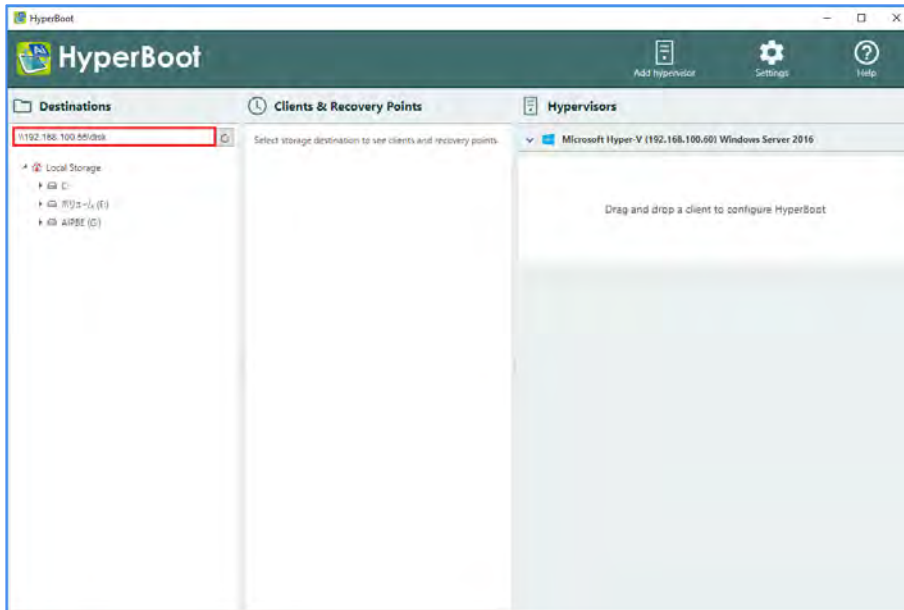 HyperBoot
HyperBoot
Add hypervisor
Settings
Help
Destinations
Clients & Recovery Points
Hypervisors
\\192.168.100.55\disk
Select storage destination to see clients and recovery points.
Microsoft Hyper-V (192.168.100.60) Windows Server 2016
Local Storage
C:
ボリューム (F:)
AIPBE (G:)
Drag and drop a client to configure HyperBoot